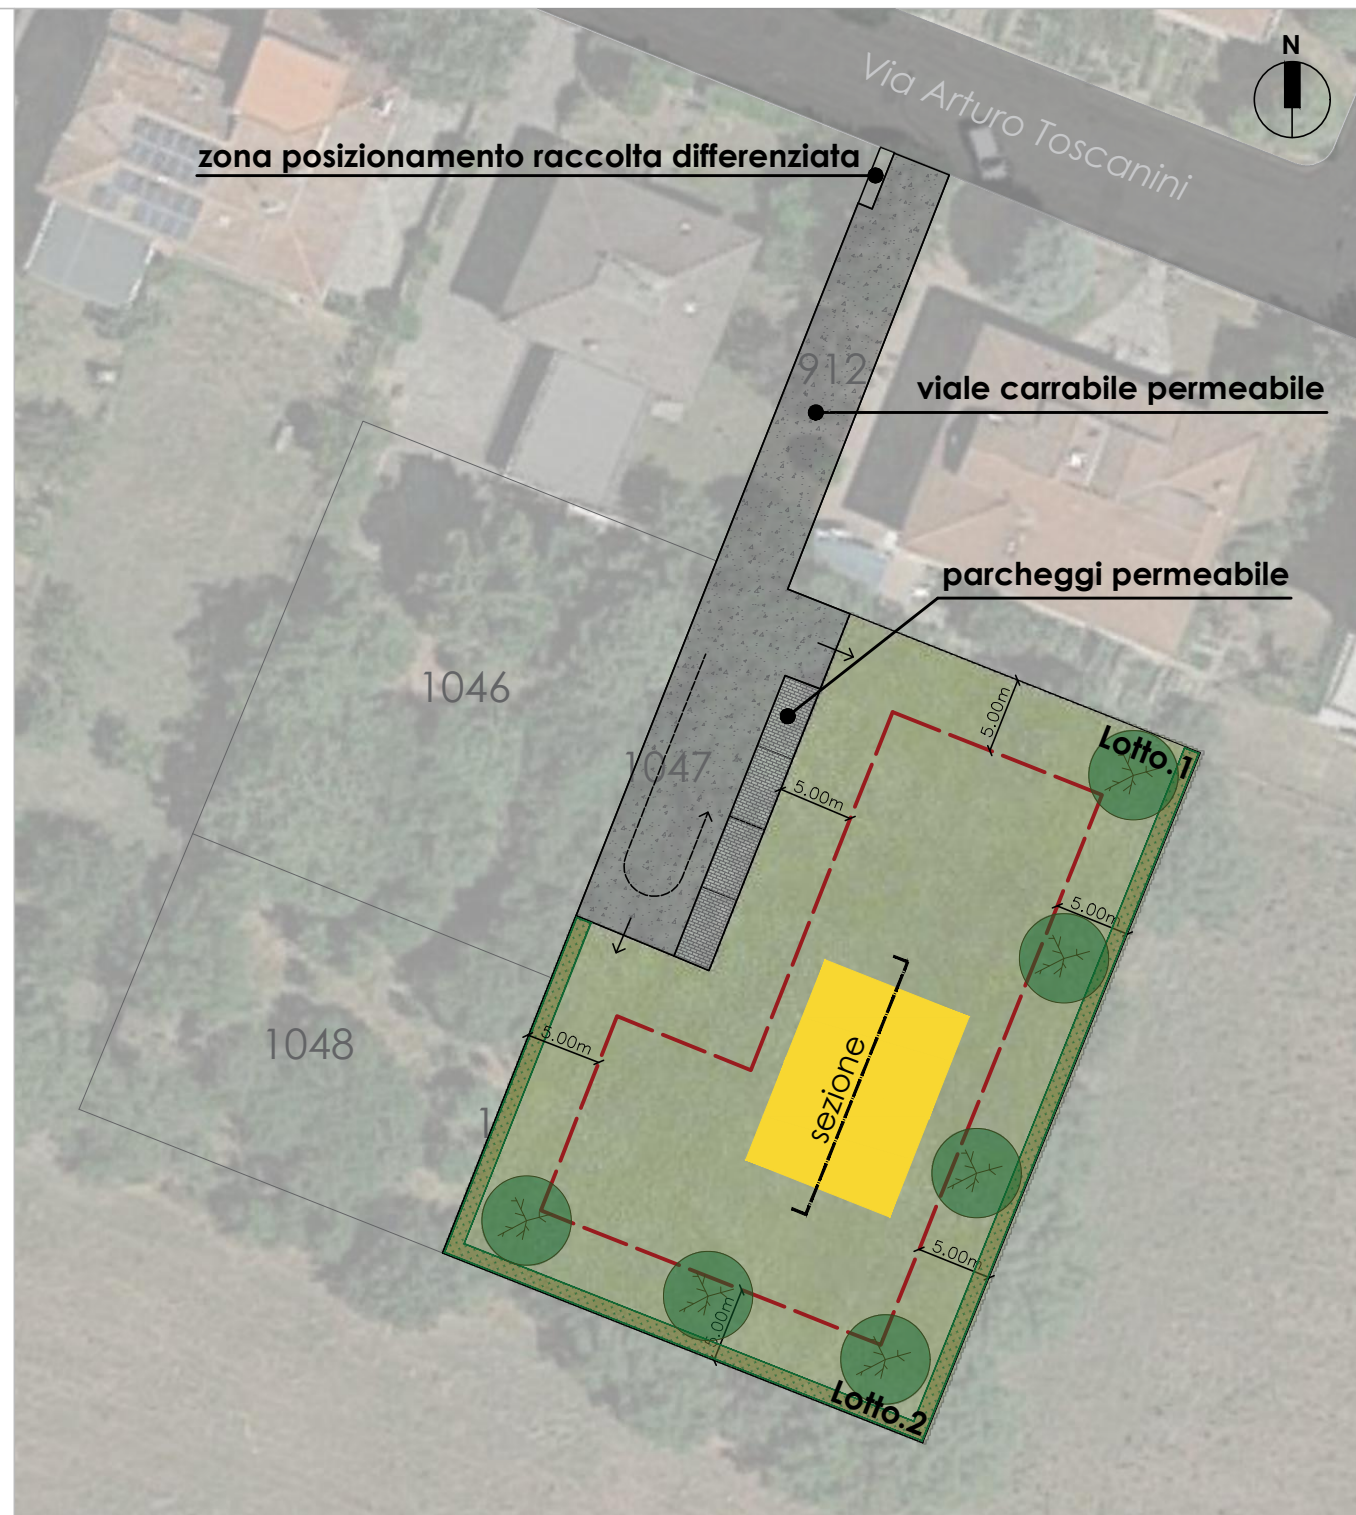 N
Via Arturo Toscanini
zona posizionamento raccolta differenziata
912
viale carrabile permeabile
parcheggi permeabile
1046
5.00m
Lotto. 1
1047
5.00m
5.00m
1048
5.00m
sezione
1
5.00m
5.00m
Lotto.2